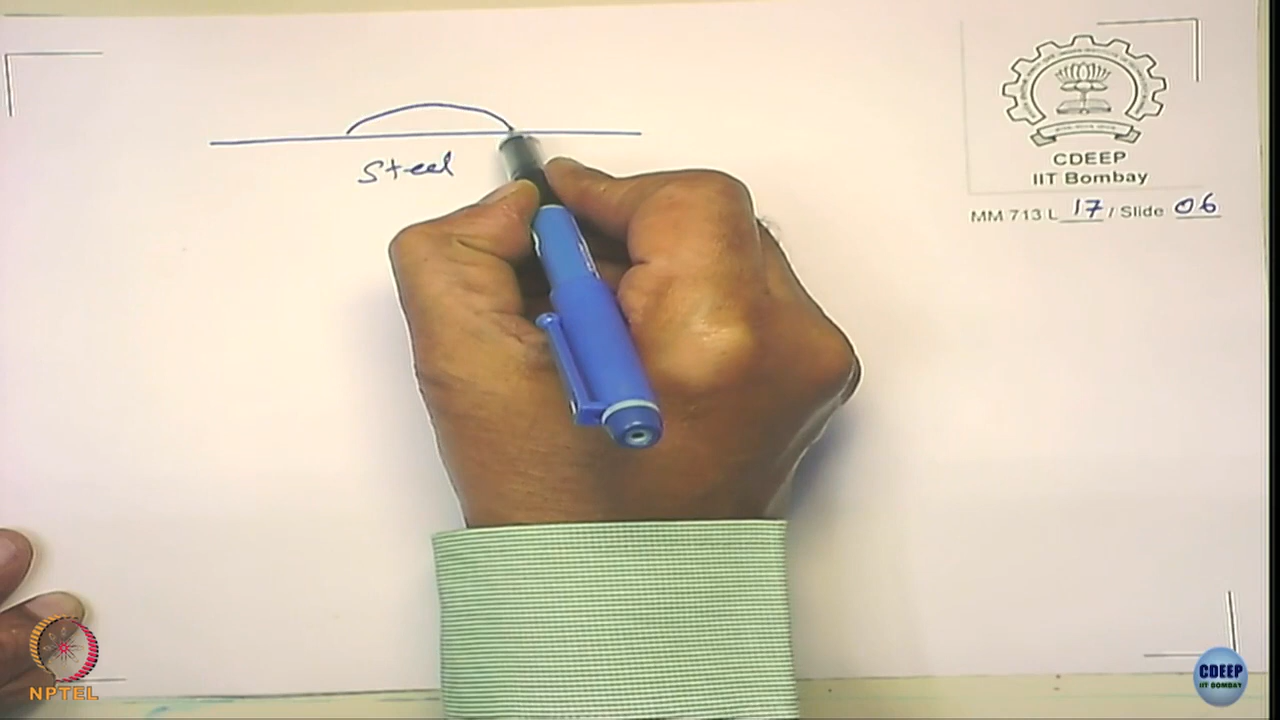 Steel
CDEEP
IIT Bombay
MM 713 L 17 / Slide 06
NPTEL
CDEEP
IIT BOMBAY